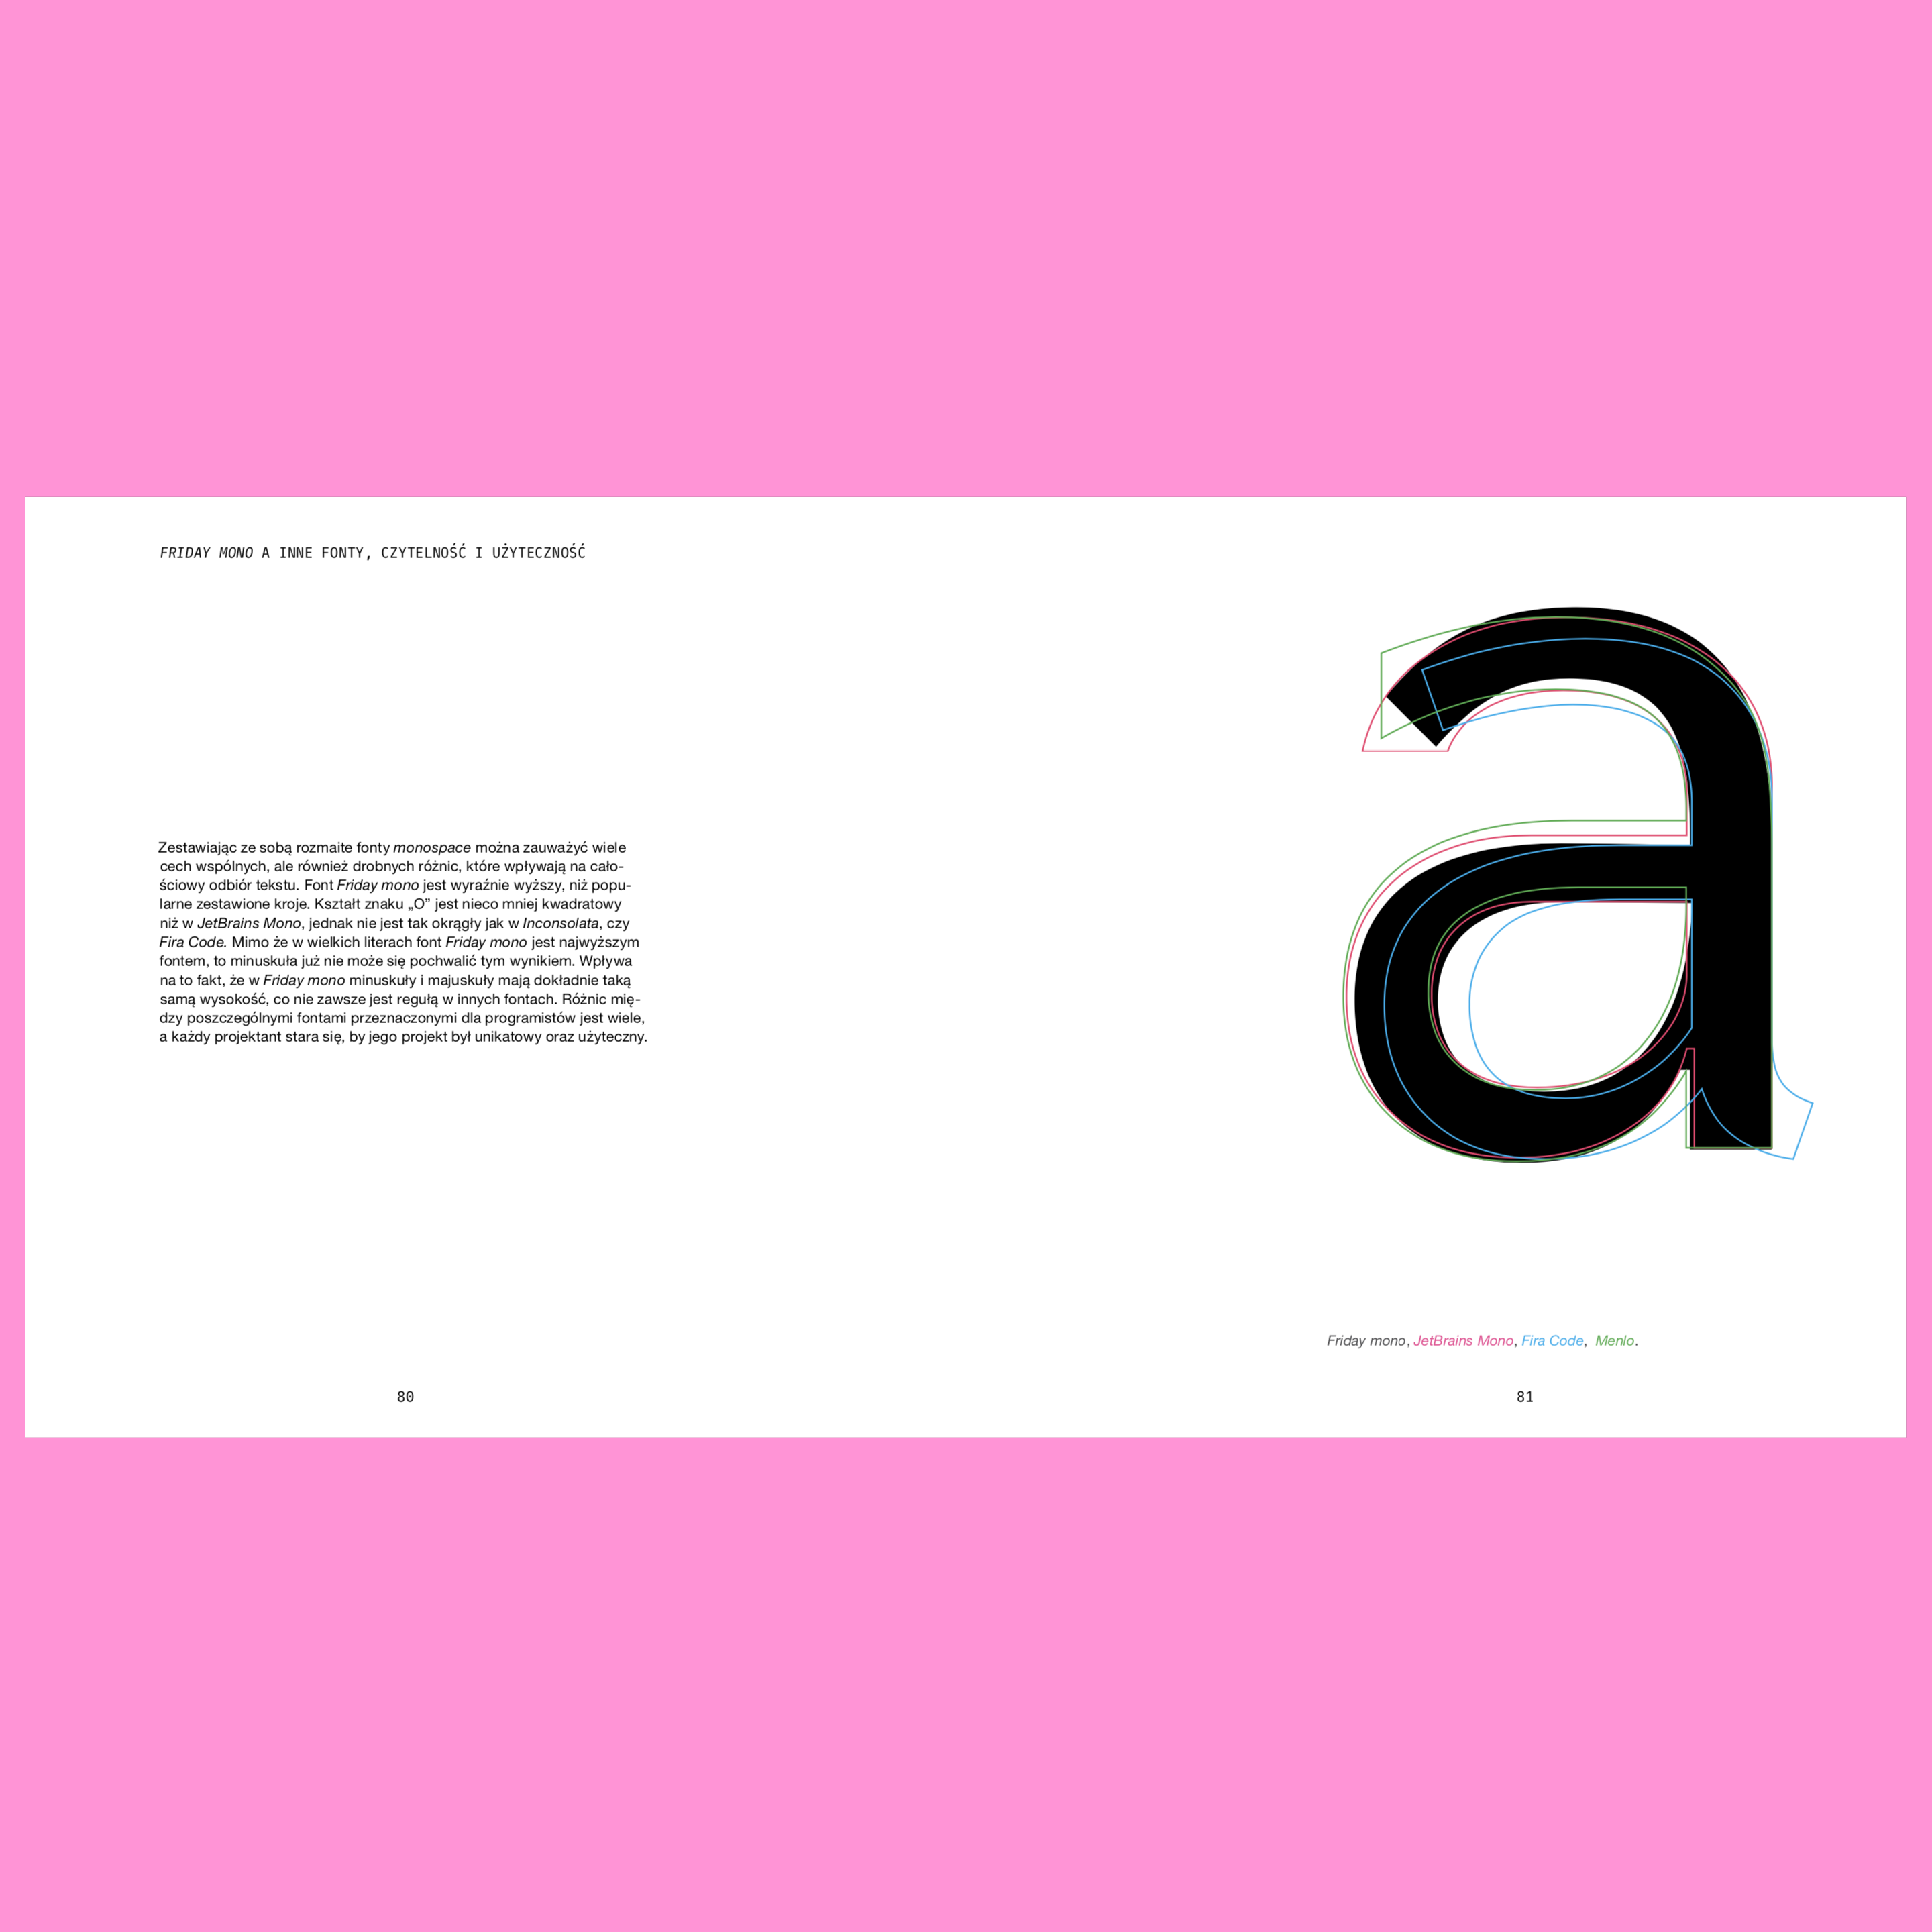 FRIDAY MONO A INNE FONTY, CZYTELNOŚĆ I UŻYTECZNOŚĆ
Zestawiając ze sobą rozmaite fonty monospace można zauważyć wiele
cech wspólnych, ale również drobnych różnic, które wpływają na cało-
ściowy odbiór tekstu. Font Friday mono jest wyraźnie wyższy, niż popu-
larne zestawione kroje. Kształt znaku „O” jest nieco mniej kwadratowy
niż w JetBrains Mono, jednak nie jest tak okrągły jak w Inconsolata, czy
Fira Code. Mimo że w wielkich literach font Friday mono jest najwyższym
fontem, to minuskuła już nie może się pochwalić tym wynikiem. Wpływa
na to fakt, że w Friday mono minuskuły i majuskuły mają dokładnie taką
samą wysokość, co nie zawsze jest regułą w innych fontach. Różnic mię-
dzy poszczególnymi fontami przeznaczonymi dla programistów jest wiele,
a każdy projektant stara się, by jego projekt był unikatowy oraz użyteczny.
80
a
Friday mono, JetBrains Mono, Fira Code, Menlo.
81